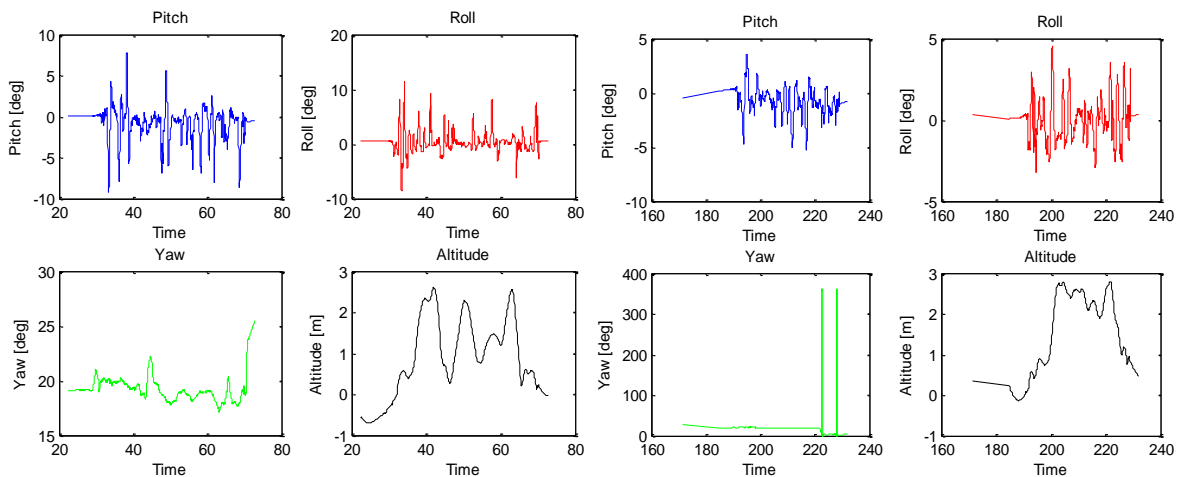 Pitch
10
5
0
-5
-10
Pitch [deg]
20 40 60 80
Time
Roll
20
10
0
-10
Roll [deg]
20 40 60 80
Time
Pitch
5
0
-5
-10
Pitch [deg]
160 180 200 220 240
Time
Roll
5
0
-5
Roll [deg]
160 180 200 220 240
Time
Yaw
30
25
20
15
Yaw [deg]
20 40 60 80
Time
Altitude
3
2
1
0
-1
Altitude [m]
20 40 60 80
Time
Yaw
400
300
200
100
0
Yaw [deg]
160 180 200 220 240
Time
Altitude
3
2
1
0
-1
Altitude [m]
160 180 200 220 240
Time